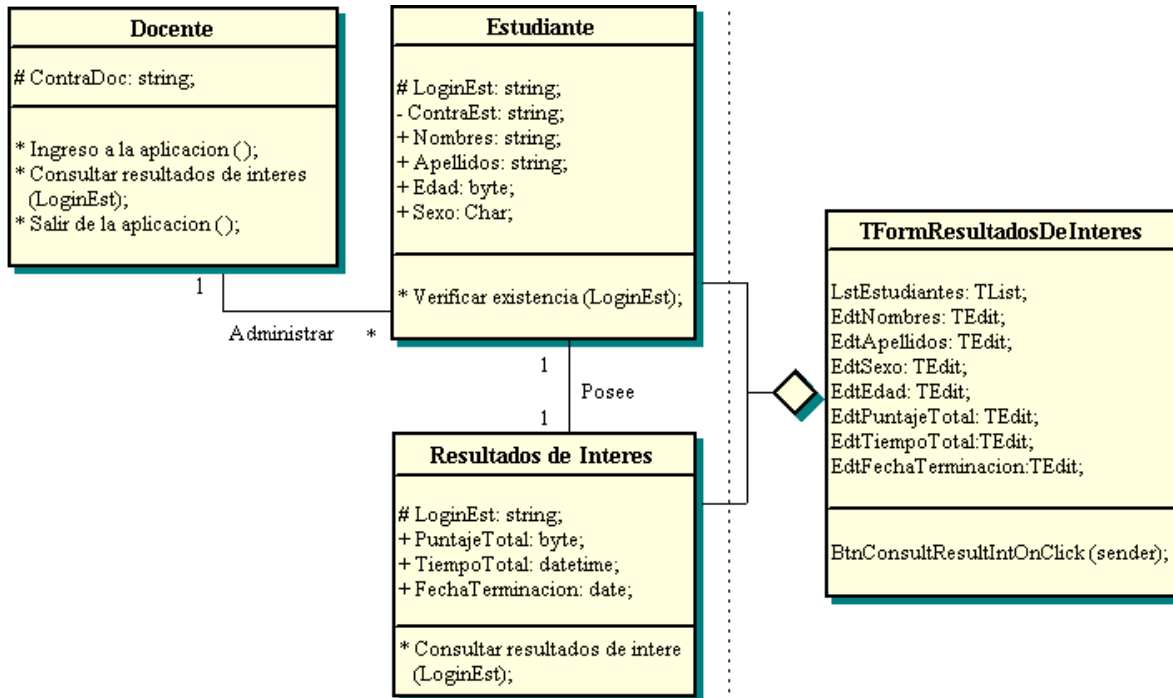 Docente
# ContraDoc: string;
* Ingreso a la aplicacion ();
* Consultar resultados de interes
(LoginEst);
* Salir de la aplicacion ();
1
Administrar
*
Estudiante
# LoginEst: string;
- ContraEst: string;
+ Nombres: string;
+ Apellidos: string;
+ Edad: byte;
+ Sexo: Char;
* Verificar existencia (LoginEst);
1
Posee
1
Resultados de Interes
# LoginEst: string;
+ PuntajeTotal: byte;
+ TiempoTotal: datetime;
+ FechaTerminacion: date;
* Consultar resultados de intere
(LoginEst);
TFormResultadosDeInteres
LstEstudiantes: TList;
EdtNombres: TEdit;
EdtApellidos: TEdit;
EdtSexo: TEdit;
EdtEdad: TEdit;
EdtPuntajeTotal: TEdit;
EdtTiempoTotal:TEdit;
EdtFechaTerminacion:TEdit;
BtnConsultResultIntOnClick (sender);